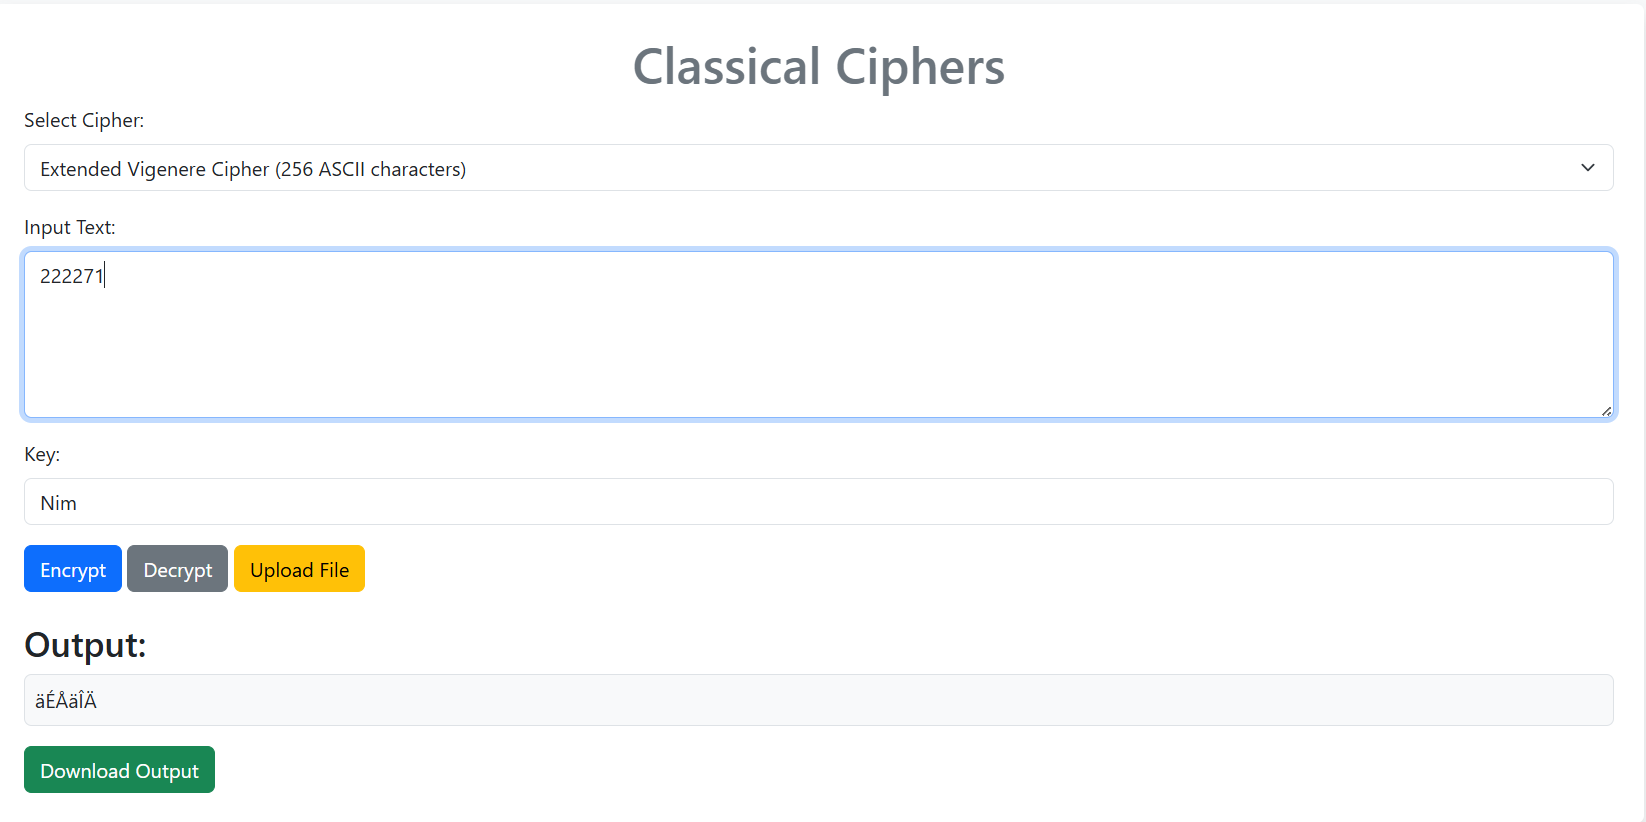 Classical Ciphers
Select Cipher:
Extended Vigenere Cipher (256 ASCII characters)
Input Text:
222271
Key:
Nim
Encrypt Decrypt Upload File
Output:
äÉÅäÎÄ
Download Output